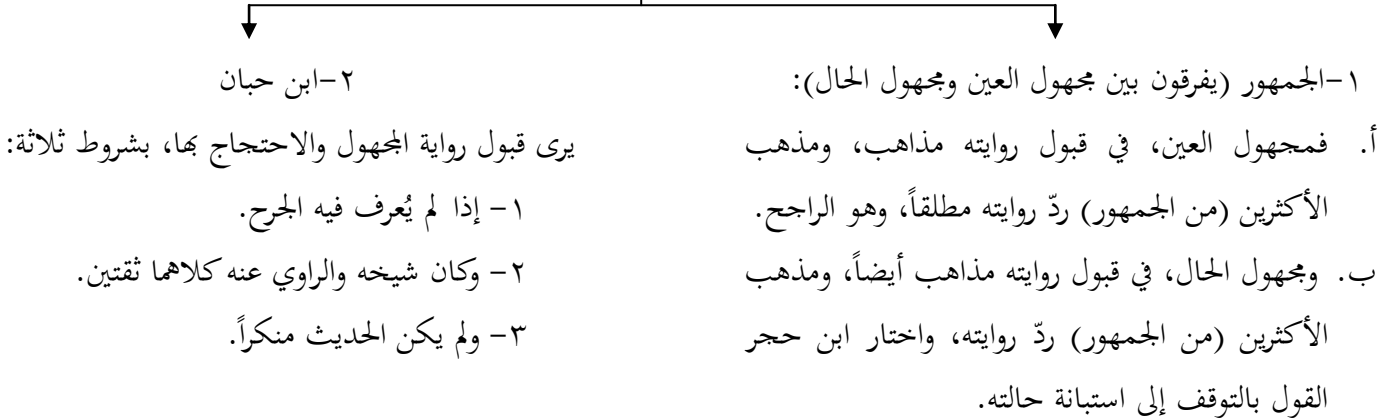 ١-الجمهور (يفرقون بين مجهول العين ومجهول الحال):
أ. فمجهول العين، في قبول روايته مذاهب، ومذهب
الأكثرين (من الجمهور) ردّ روايته مطلقاً، وهو الراجح.
ب. ومجهول الحال، في قبول روايته مذاهب أيضاً، ومذهب
الأكثرين (من الجمهور) ردّ روايته، واختار ابن حجر
القول بالتوقف إلى استبانة حالته.
٢-ابن حبان
يرى قبول رواية المجهول والاحتجاج بها، بشروط ثلاثة:
١- إذا لم يُعرف فيه الجرح.
٢- وكان شيخه والراوي عنه كلاهما ثقتين.
٣- ولم يكن الحديث منكراً.